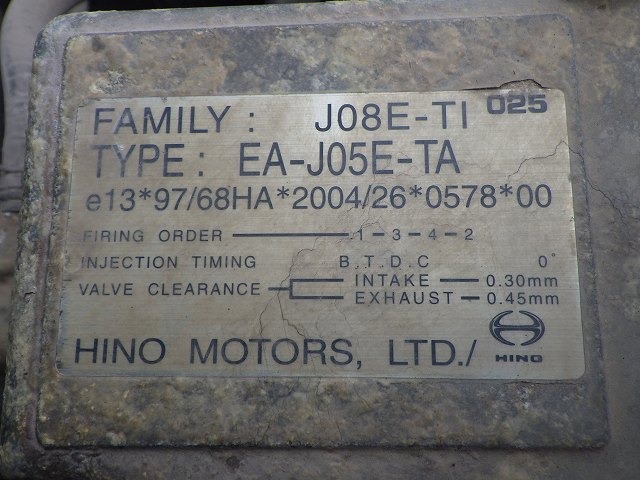 FAMILY : J08E-TI 025
TYPE : EA-J05E-TA
e13*97/68HA*2004/26*0578*00
FIRING ORDER 1-3-4-2
INJECTION TIMING B.T.D.C 0°
VALVE CLEARANCE INTAKE 0.30mm
EXHAUST 0.45mm
HINO MOTORS, LTD./ HINO